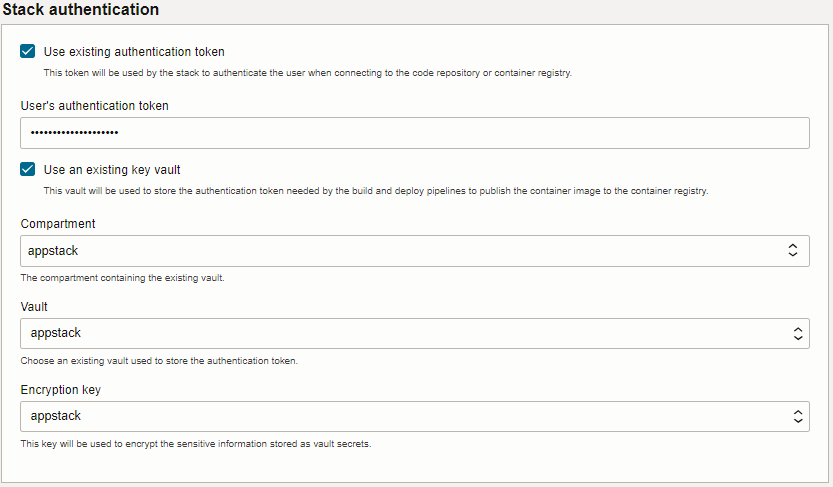 Stack authentication
Use existing authentication token
This token will be used by the stack to authenticate the user when connecting to the code repository or container registry.
User's authentication token
••••••••••••••••••••
Use an existing key vault
This vault will be used to store the authentication token needed by the build and deploy pipelines to publish the container image to the container registry.
Compartment
appstack
The compartment containing the existing vault.
Vault
appstack
Choose an existing vault used to store the authentication token.
Encryption key
appstack
This key will be used to encrypt the sensitive information stored as vault secrets.